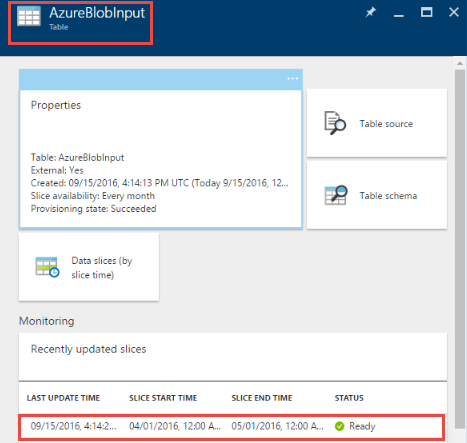 AzureBlobInput
Table
Properties
Table: AzureBlobInput
External: Yes
Created: 09/15/2016, 4:14:13 PM UTC (Today 9/15/2016, 12...
Slice availability: Every month
Provisioning state: Succeeded
Table source
Table schema
Data slices (by
slice time)
Monitoring
Recently updated slices
LAST UPDATE TIME SLICE START TIME SLICE END TIME STATUS
09/15/2016, 4:14:2... 04/01/2016, 12:00 A... 05/01/2016, 12:00 A... Ready